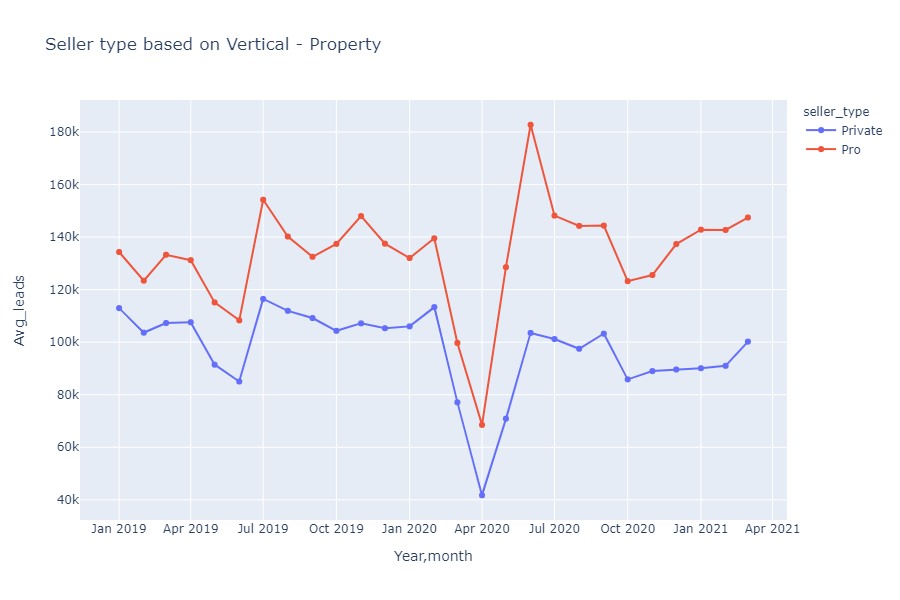 Seller type based on Vertical - Property
seller_type
Private
Pro
180k
160k
140k
120k
100k
80k
60k
40k
Avg_leads
Jan 2019 Apr 2019 Jul 2019 Oct 2019 Jan 2020 Apr 2020 Jul 2020 Oct 2020 Jan 2021 Apr 2021
Year,month